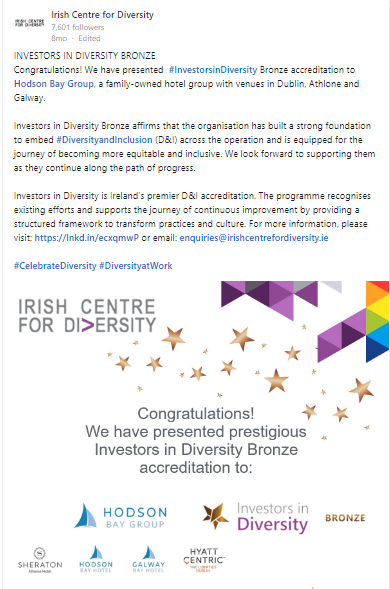 IRISH CENTRE
FOR DIVERSITY
Irish Centre for Diversity
7,601 followers
8mo · Edited
INVESTORS IN DIVERSITY BRONZE
Congratulations! We have presented #InvestorsinDiversity Bronze accreditation to
Hodson Bay Group, a family-owned hotel group with venues in Dublin, Athlone and
Galway.
Investors in Diversity Bronze affirms that the organisation has built a strong foundation
to embed #DiversityandInclusion (D&I) across the operation and is equipped for the
journey of becoming more equitable and inclusive. We look forward to supporting them
as they continue along the path of progress.
Investors in Diversity is Ireland's premier D&I accreditation. The programme recognises
existing efforts and supports the journey of continuous improvement by providing a
structured framework to transform practices and culture. For more information, please
visit: https://lnkd.in/ecxqmwP or email: enquiries@irishcentrefordiversity.ie
#CelebrateDiversity #DiversityatWork
IRISH CENTRE
FOR DIVERSITY
Congratulations!
We have presented prestigious
Investors in Diversity Bronze
accreditation to:
HODSON
BAY GROUP
Investors in
Diversity
BRONZE
SHERATON
Athlone Hotel
HODSON
BAY HOTEL
GALWAY
BAY HOTEL
HYATT
CENTRIC
THE LIBERTIES
DUBLIN